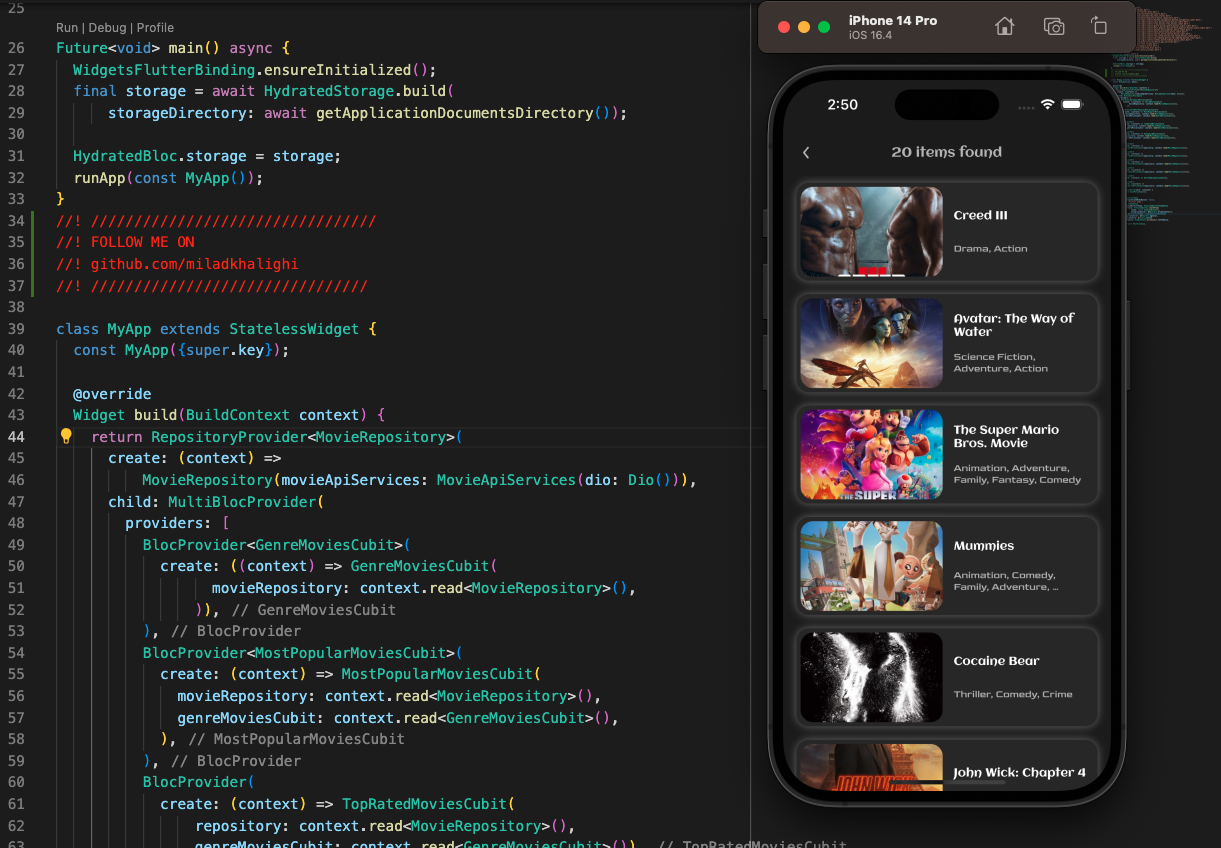 25
Run | Debug | Profile
26 Future<void> main() async {
27 WidgetsFlutterBinding.ensureInitialized();
28 final storage = await HydratedStorage.build(
29 storageDirectory: await getApplicationDocumentsDirectory());
30
31 HydratedBloc.storage = storage;
32 runApp(const MyApp());
33 }
34 //! /////////////////////////////////
35 //! FOLLOW ME ON
36 //! github.com/miladkhalighi
37 //! ////////////////////////////////
38
39 class MyApp extends StatelessWidget {
40 const MyApp({super.key});
41
42 @override
43 Widget build(BuildContext context) {
44 return RepositoryProvider<MovieRepository>(
45 create: (context) =>
46 MovieRepository(movieApiServices: MovieApiServices(dio: Dio())),
47 child: MultiBlocProvider(
48 providers: [
49 BlocProvider<GenreMoviesCubit>(
50 create: ((context) => GenreMoviesCubit(
51 movieRepository: context.read<MovieRepository>(),
52 )), // GenreMoviesCubit
53 ), // BlocProvider
54 BlocProvider<MostPopularMoviesCubit>(
55 create: (context) => MostPopularMoviesCubit(
56 movieRepository: context.read<MovieRepository>(),
57 genreMoviesCubit: context.read<GenreMoviesCubit>(),
58 ), // MostPopularMoviesCubit
59 ), // BlocProvider
60 BlocProvider(
61 create: (context) => TopRatedMoviesCubit(
62 repository: context.read<MovieRepository>(),
63 genreMoviesCubit: context.read<GenreMoviesCubit>()), // TopRatedMoviesCubit
iPhone 14 Pro
iOS 16.4
2:50
20 items found
Creed III
Drama, Action
Avatar: The Way of
Water
Science Fiction,
Adventure, Action
The Super Mario
Bros. Movie
Animation, Adventure,
Family, Fantasy, Comedy
THE SUPER
Mummies
Animation, Comedy,
Family, Adventure, ...
Cocaine Bear
Thriller, Comedy, Crime
John Wick: Chapter 4
JOHN WICK